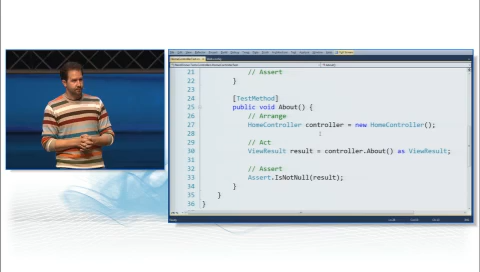 21 // Assert
22 }
23
24 [TestMethod]
25 public void About() {
26 // Arrange
27 HomeController controller = new HomeController();
28
29 // Act
30 ViewResult result = controller.About() as ViewResult;
31
32 // Assert
33 Assert.IsNotNull(result);
34 }
35 }
36 }